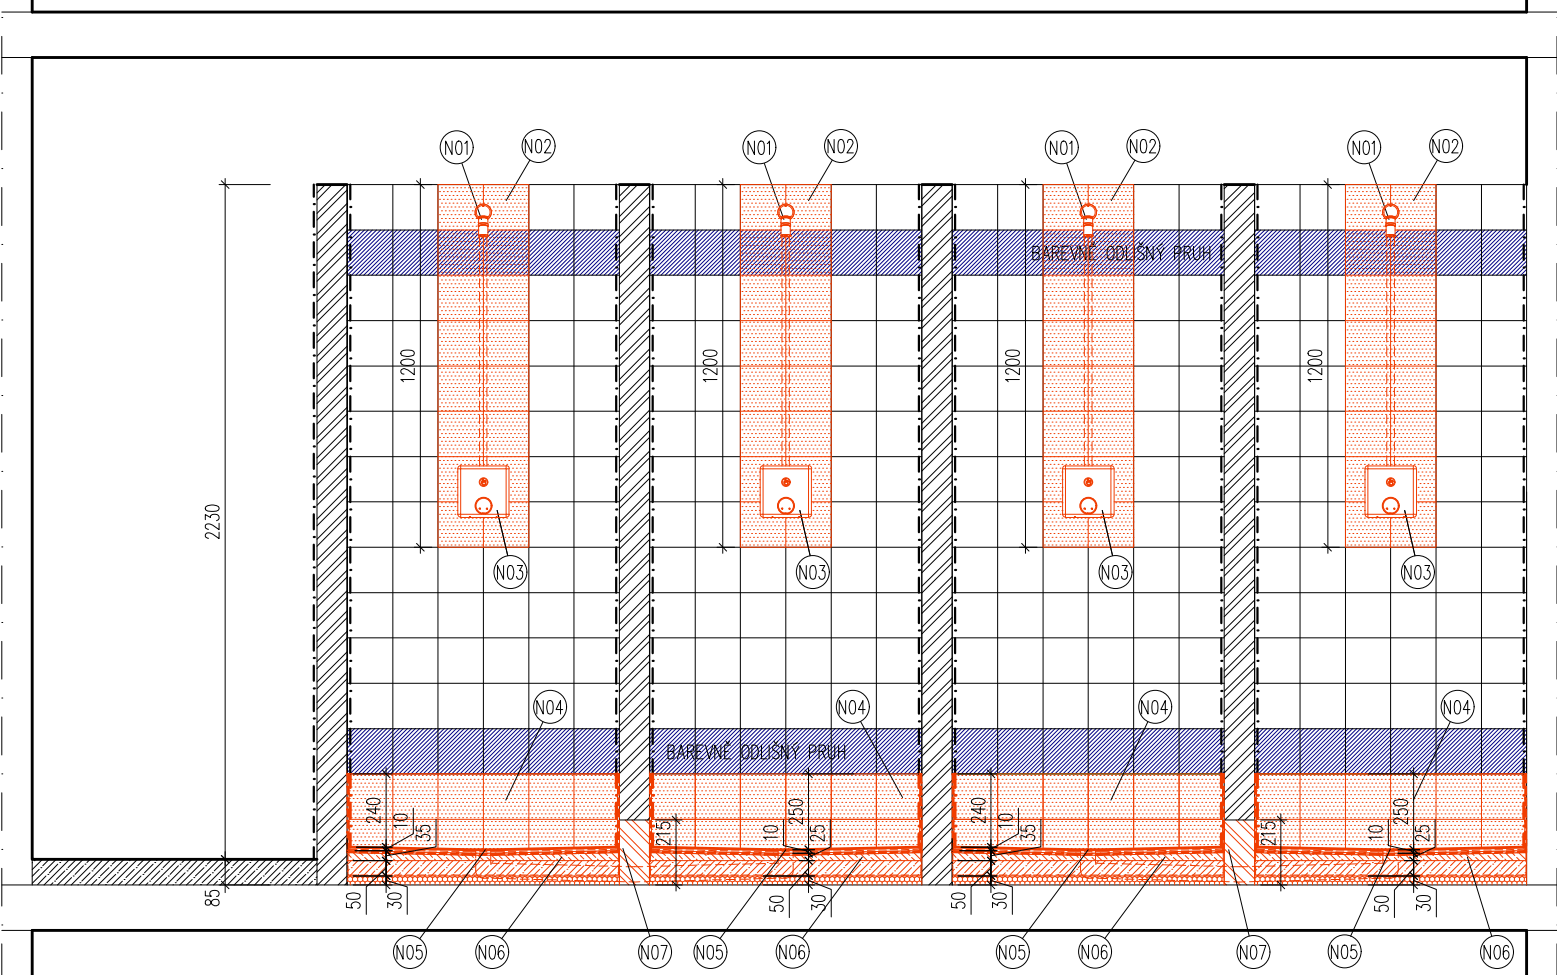 N01 N02 N01 N02 N01 N02 N01 N02
BAREVNĚ ODLIŠNÝ PRUH
1200 1200 1200 1200
2230
N03 N03 N03 N03
N04 N04 N04 N04
BAREVNĚ ODLIŠNÝ PRUH
240 10 35 215 10 250 25 240 10 35 215 10 250 25
85 50 30 50 30 50 30 50 30
N05 N06 N07 N05 N06 N05 N06 N07 N05 N06